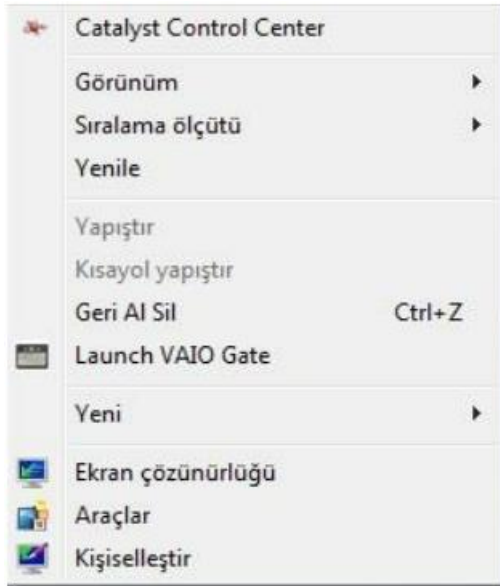 Catalyst Control Center
Görünüm
Sıralama ölçütü
Yenile
Yapıştır
Kısayol yapıştır
Geri Al Sil Ctrl+Z
Launch VAIO Gate
Yeni
Ekran çözünürlüğü
Araçlar
Kişiselleştir